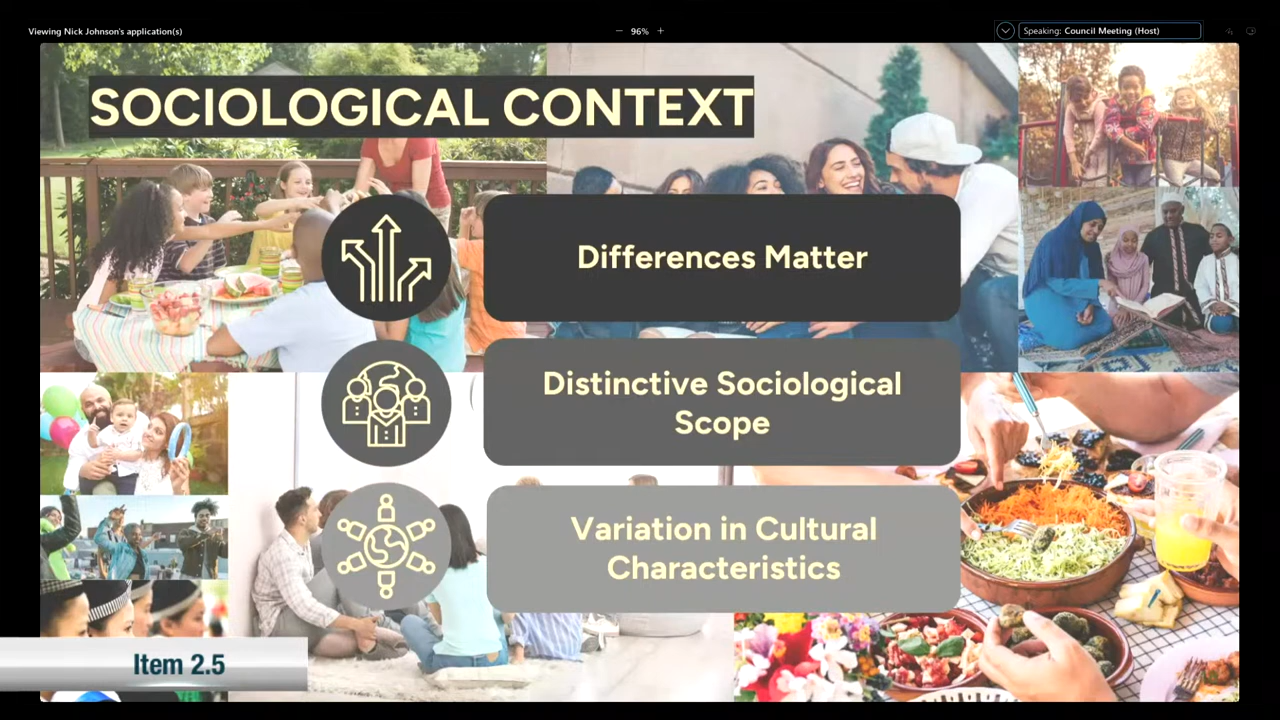 Viewing Nick Johnson's application(s)
− 96% +
Speaking: Council Meeting (Host)
SOCIOLOGICAL CONTEXT
Differences Matter
Distinctive Sociological
Scope
Variation in Cultural
Characteristics
Item 2.5